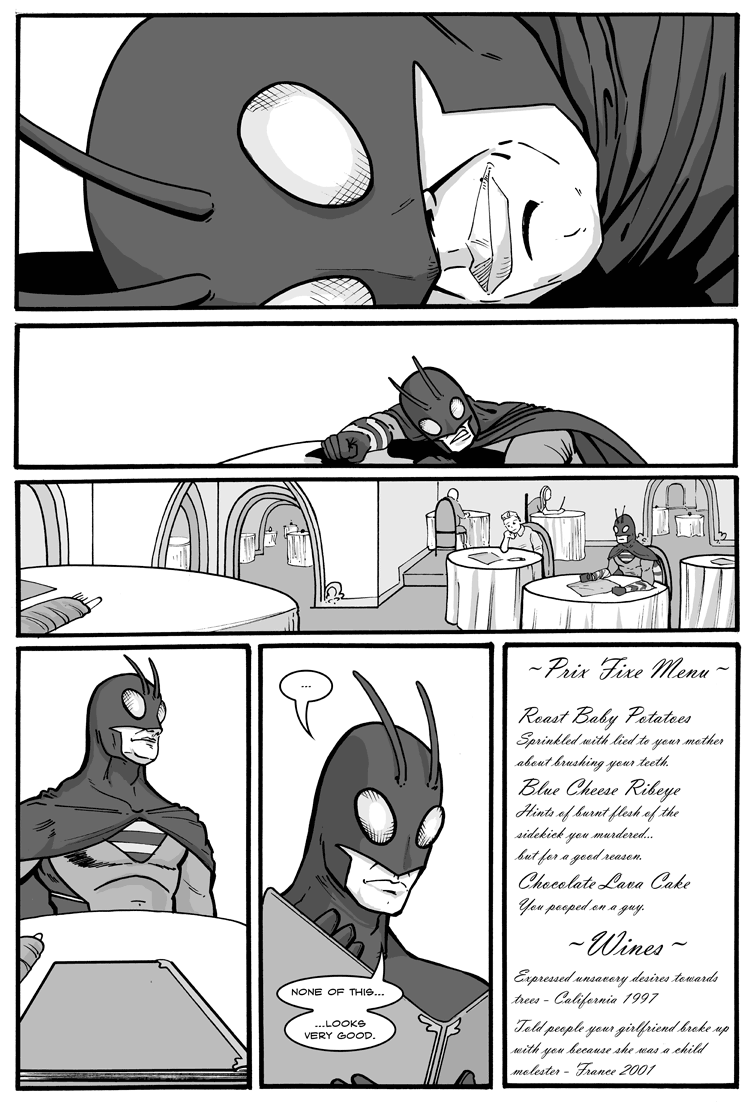 ...
NONE OF THIS...
...LOOKS
VERY GOOD.
~Prix Fixe Menu~
Roast Baby Potatoes
Sprinkled with lied to your mother
about brushing your teeth.
Blue Cheese Ribeye
Hints of burnt flesh of the
sidekick you murdered...
but for a good reason.
Chocolate Lava Cake
You pooped on a guy.
~Wines~
Expressed unsavory desires towards
trees - California 1997
Told people your girlfriend broke up
with you because she was a child
molester - France 2001